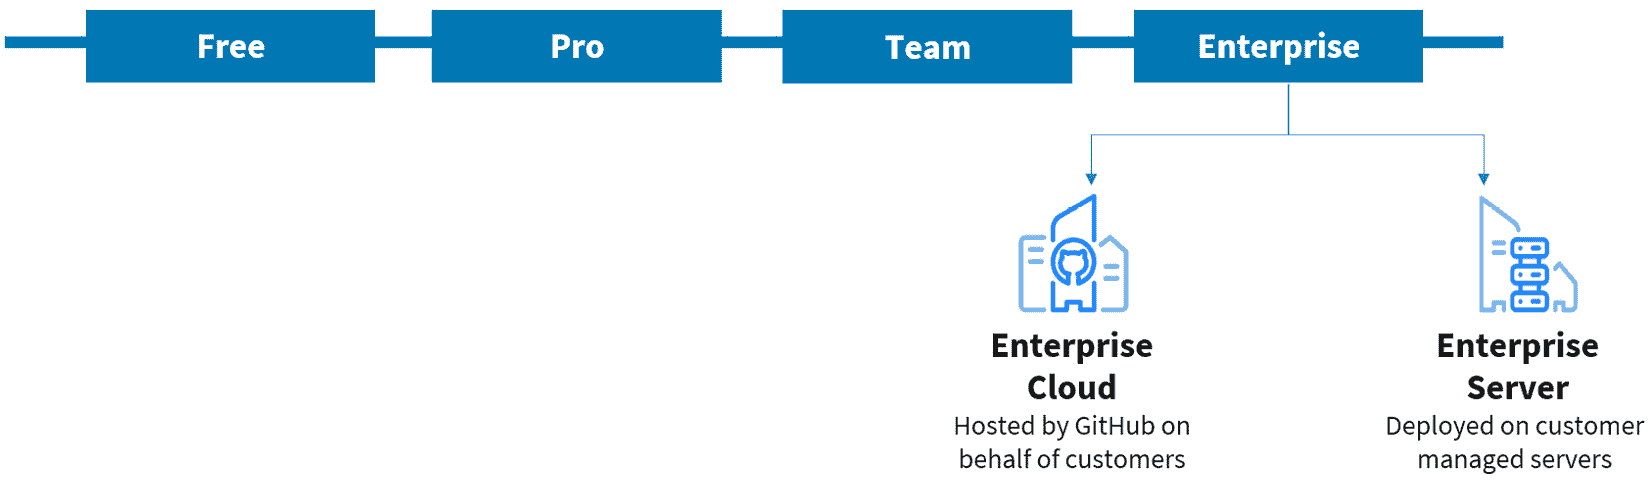 Free
Pro
Team
Enterprise
Enterprise
Cloud
Hosted by GitHub on
behalf of customers
Enterprise
Server
Deployed on customer
managed servers